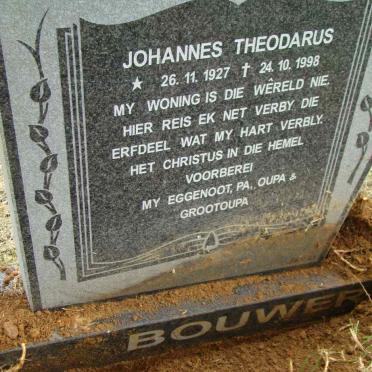 JOHANNES THEODARUS
★ 26. 11. 1927 † 24. 10. 1998
MY WONING IS DIE WÊRELD NIE.
HIER REIS EK NET VERBY. DIE
ERFDEEL WAT MY HART VERBLY.
HET CHRISTUS IN DIE HEMEL
VOORBEREI
MY EGGENOOT, PA, OUPA &
GROOTOUPA
BOUWER